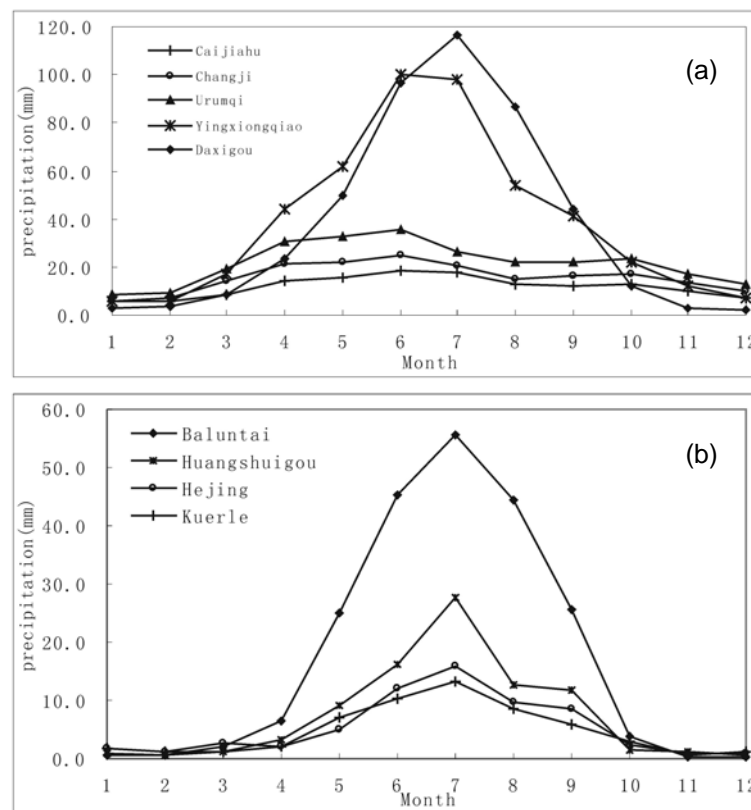 120.0
100.0
80.0
60.0
40.0
20.0
0.0
precipitation(mm)
Caijiahu
Changji
Urumqi
Yingxiongqiao
Daxigou
(a)
1 2 3 4 5 6 7 8 9 10 11 12
Month
60.0
50.0
40.0
30.0
20.0
10.0
0.0
precipitation(mm)
Baluntai
Huangshuigou
Hejing
Kuerle
(b)
1 2 3 4 5 6 7 8 9 10 11 12
Month